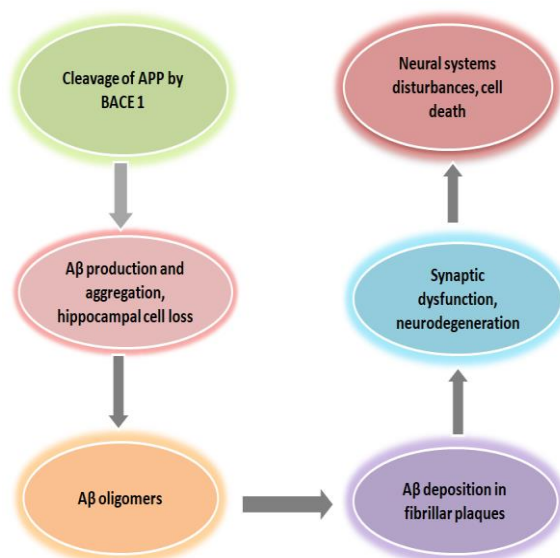 Cleavage of APP by
BACE 1
Aβ production and
aggregation,
hippocampal cell loss
Aβ oligomers
Aβ deposition in
fibrillar plaques
Synaptic
dysfunction,
neurodegeneration
Neural systems
disturbances, cell
death